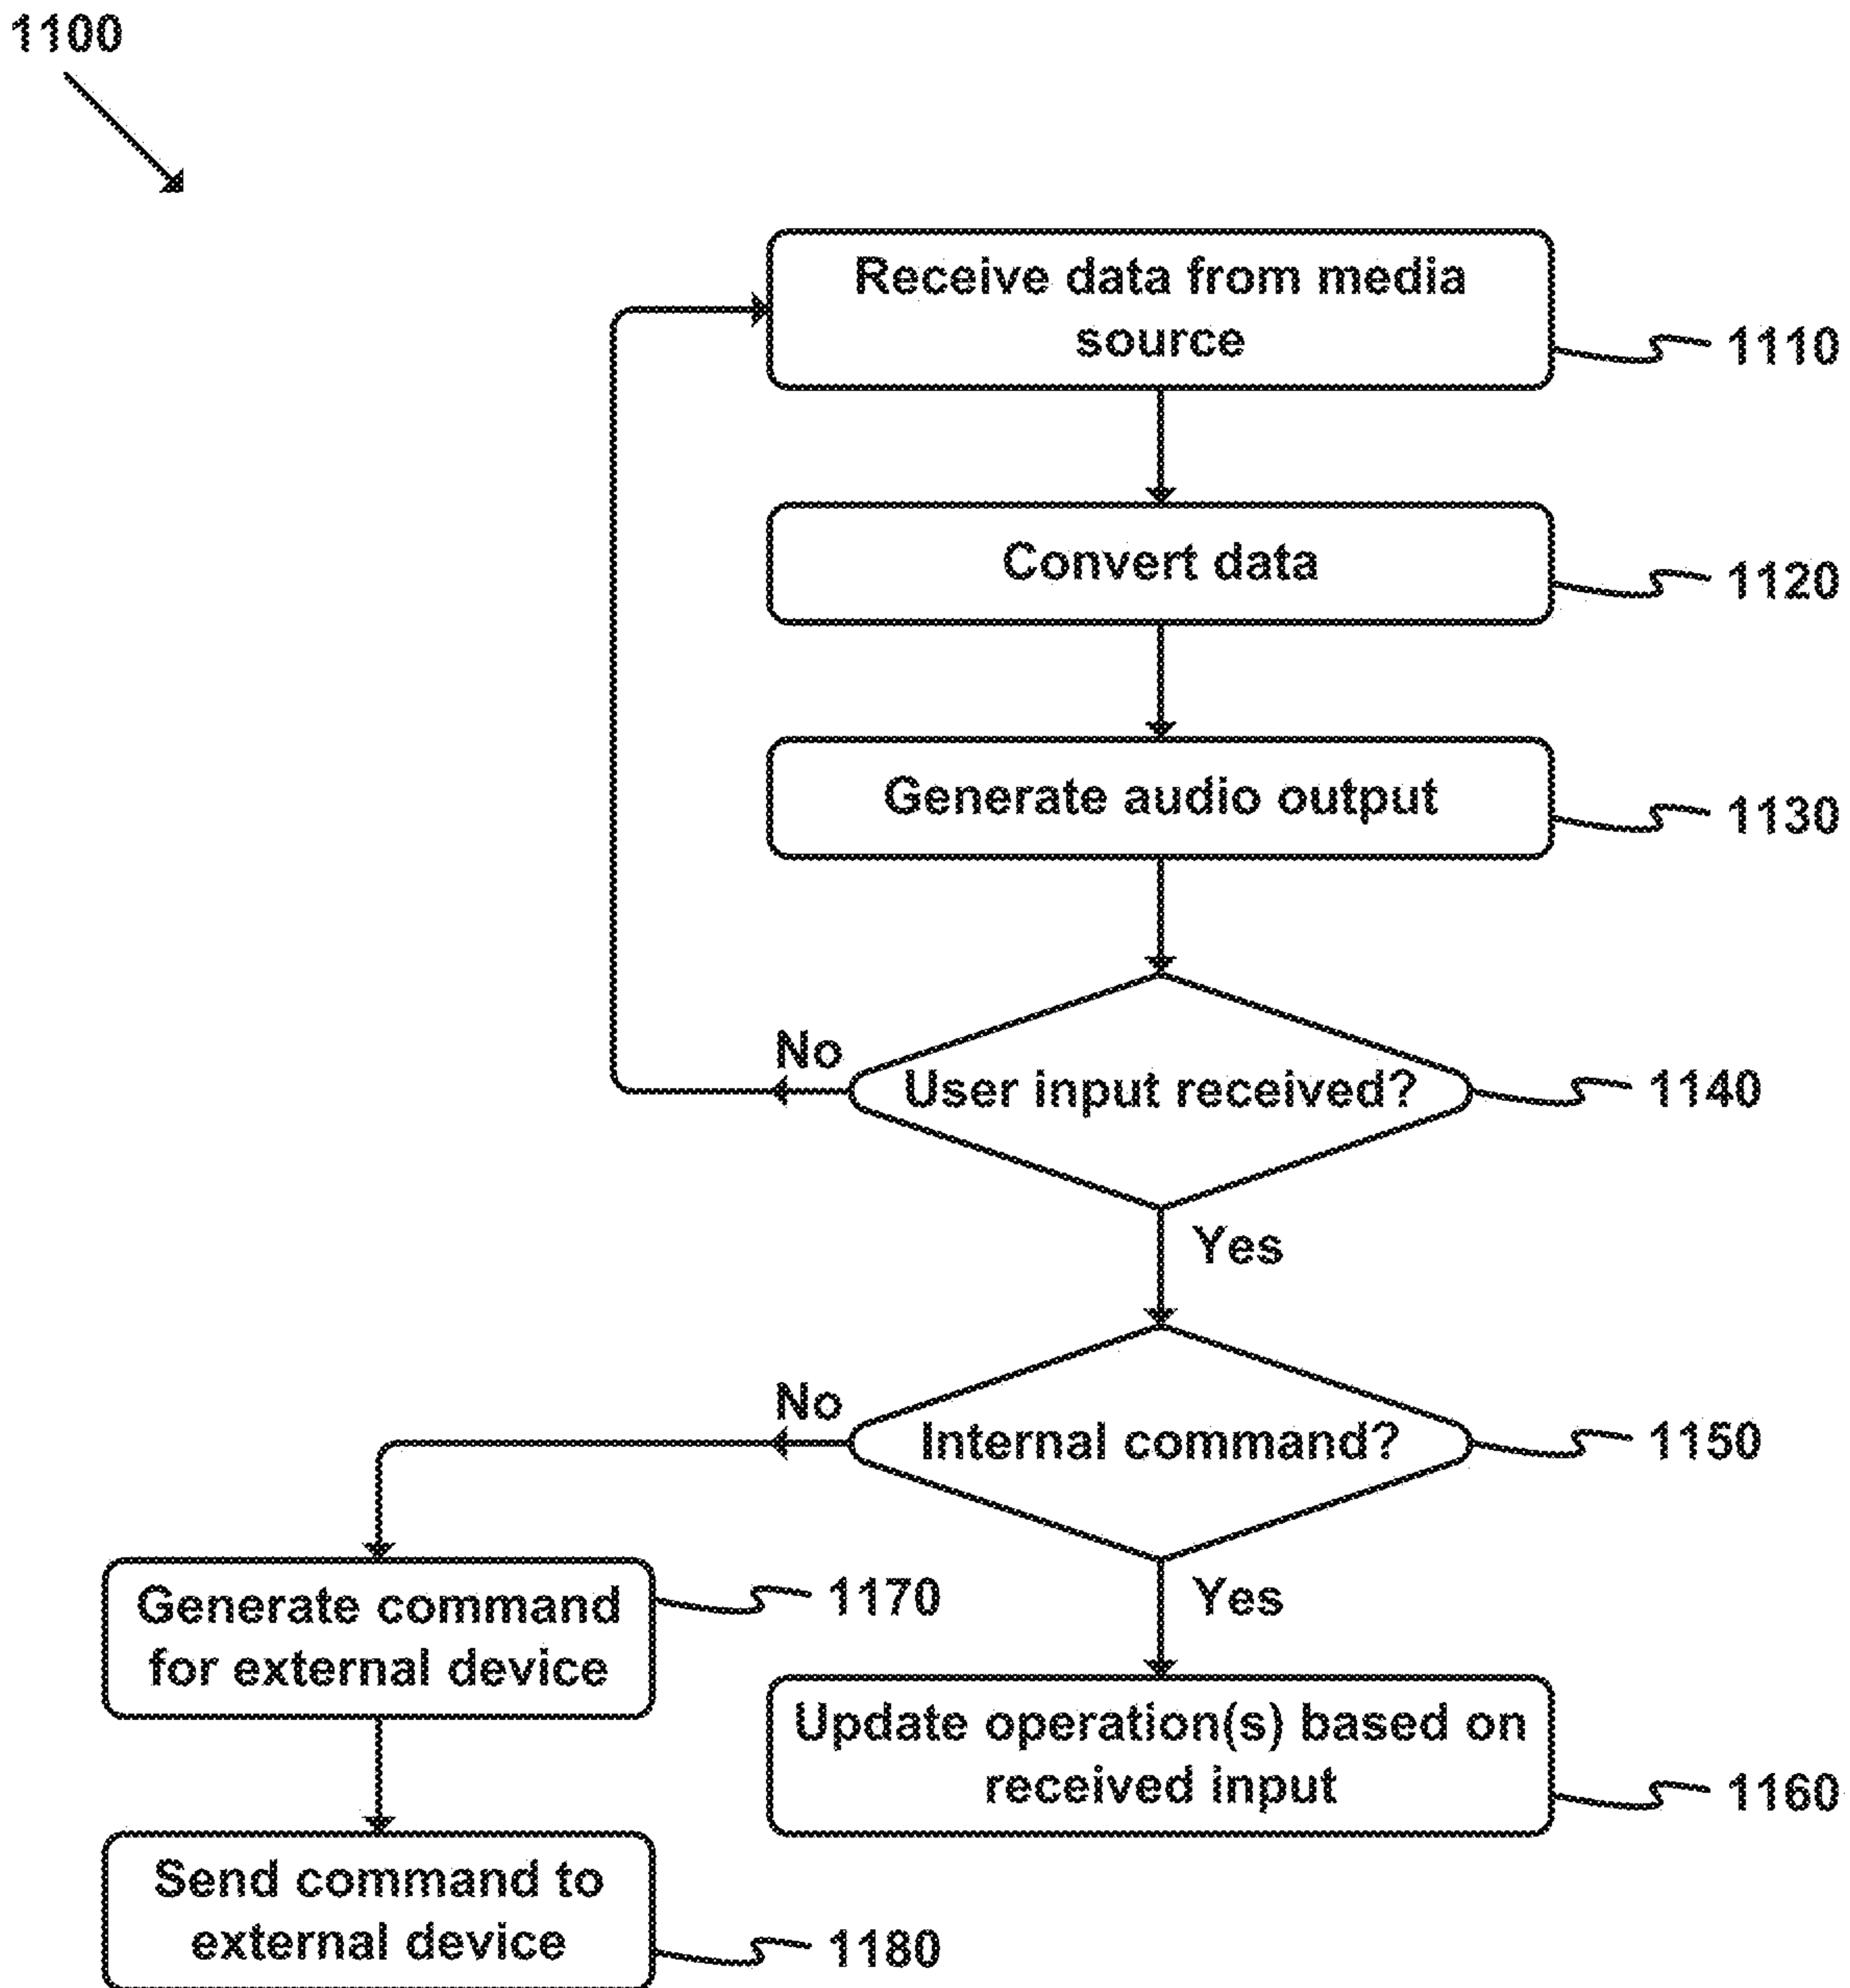 1100
Receive data from media
source
1110
Convert data
1120
Generate audio output
1130
No
User input received?
1140
Yes
No
Internal command?
1150
Generate command
for external device
1170
Yes
Update operation(s) based on
received input
1160
Send command to
external device
1180